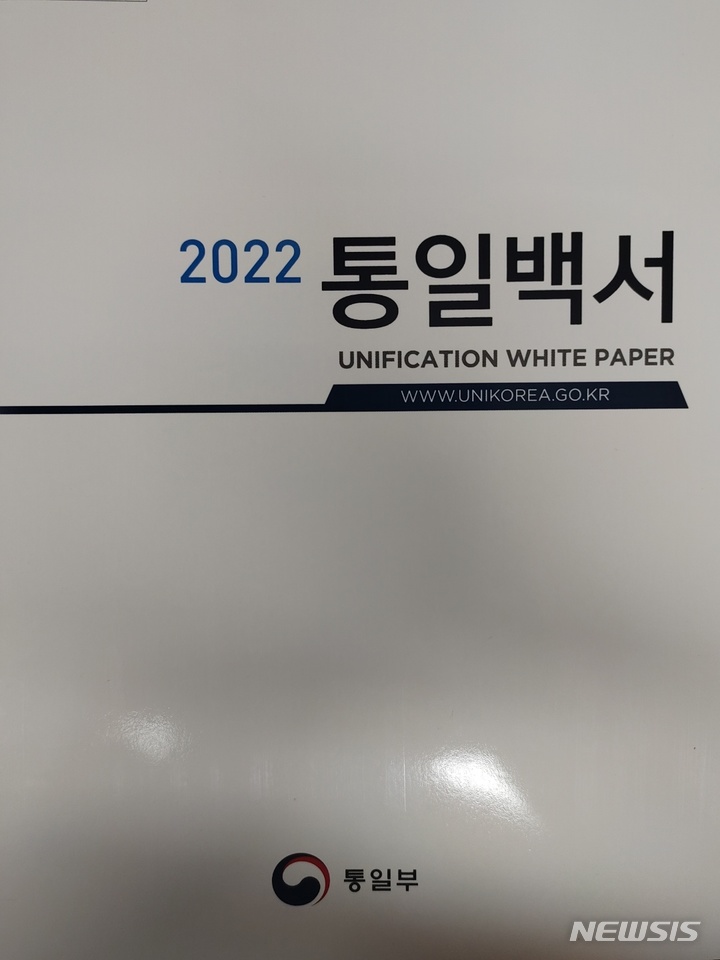 2022 통일백서
UNIFICATION WHITE PAPER
WWW.UNIKOREA.GO.KR
통일부
NEWSIS